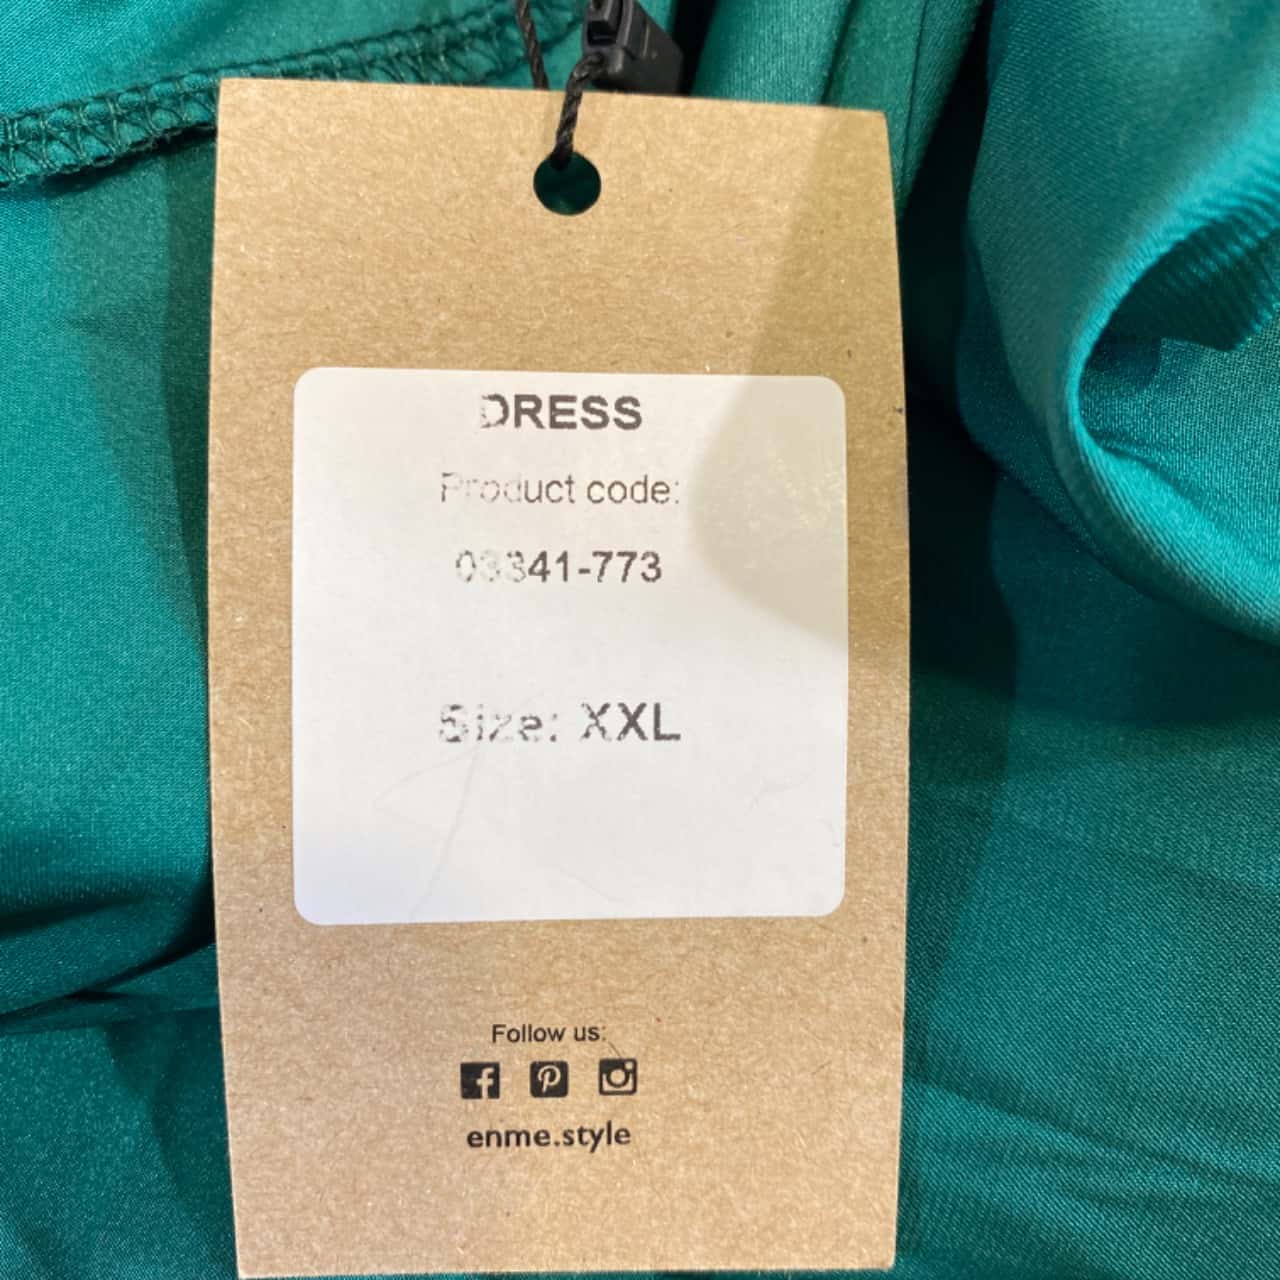 DRESS
Product code:
03341-773
Size: XXL
Follow us:
enme.style